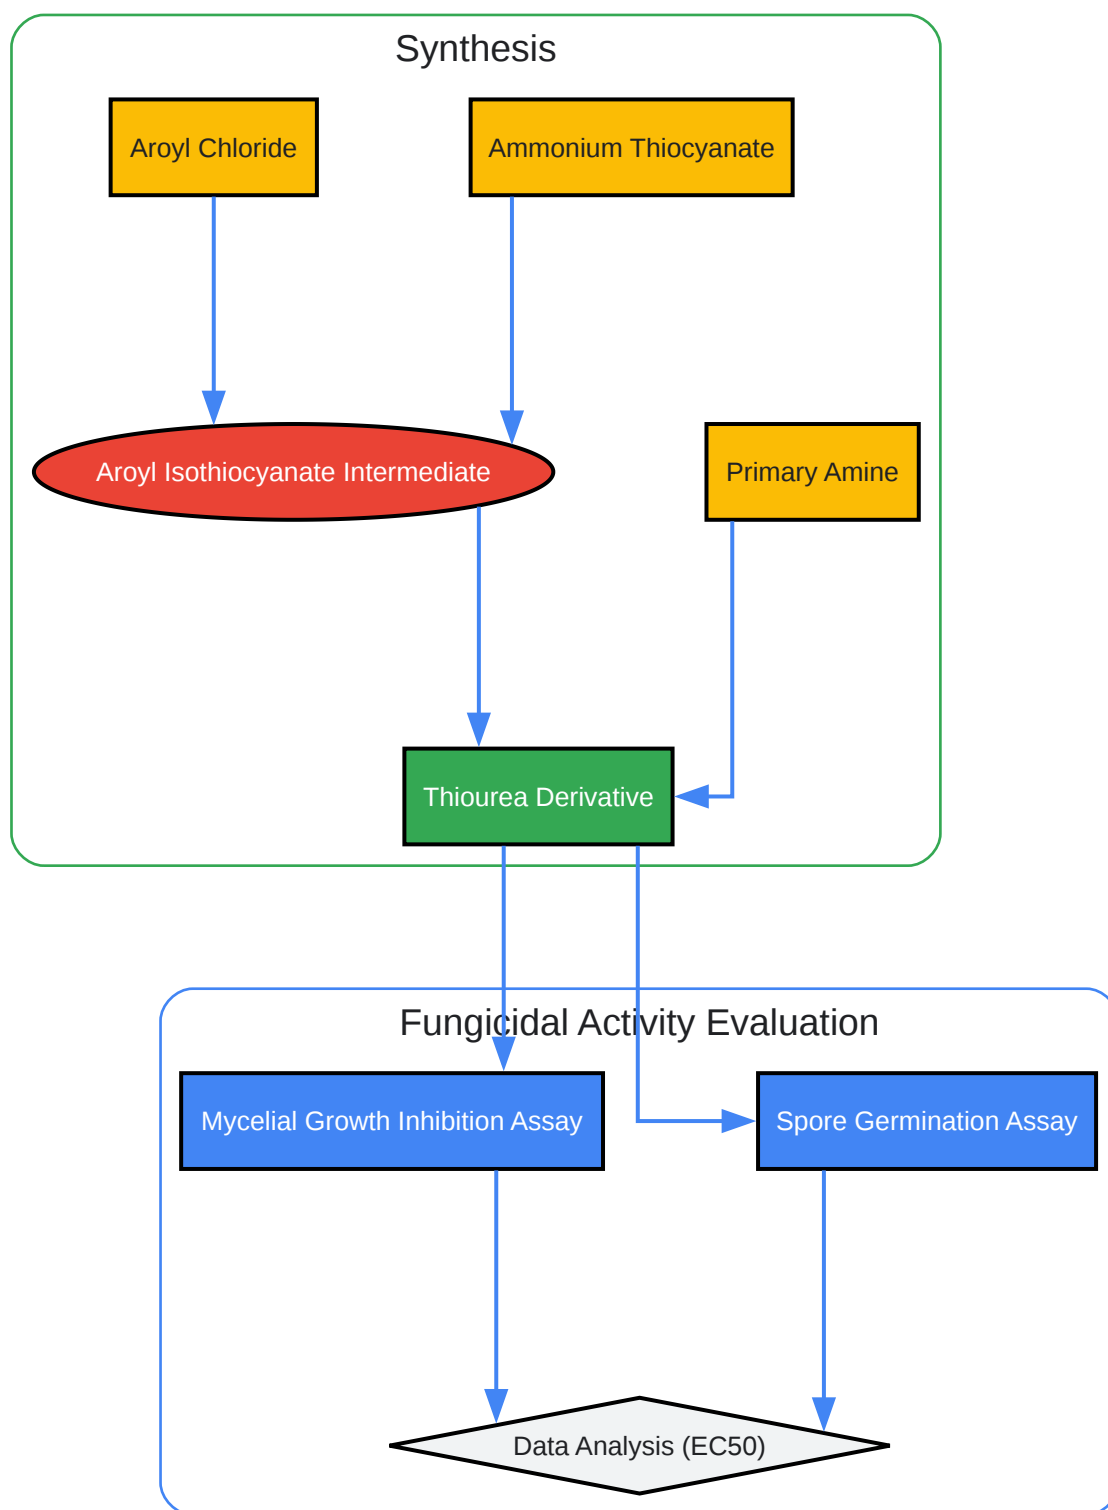 Synthesis
Aroyl Chloride
Ammonium Thiocyanate
Aroyl Isothiocyanate Intermediate
Primary Amine
Thiourea Derivative
Fungicidal Activity Evaluation
Mycelial Growth Inhibition Assay
Spore Germination Assay
Data Analysis (EC50)